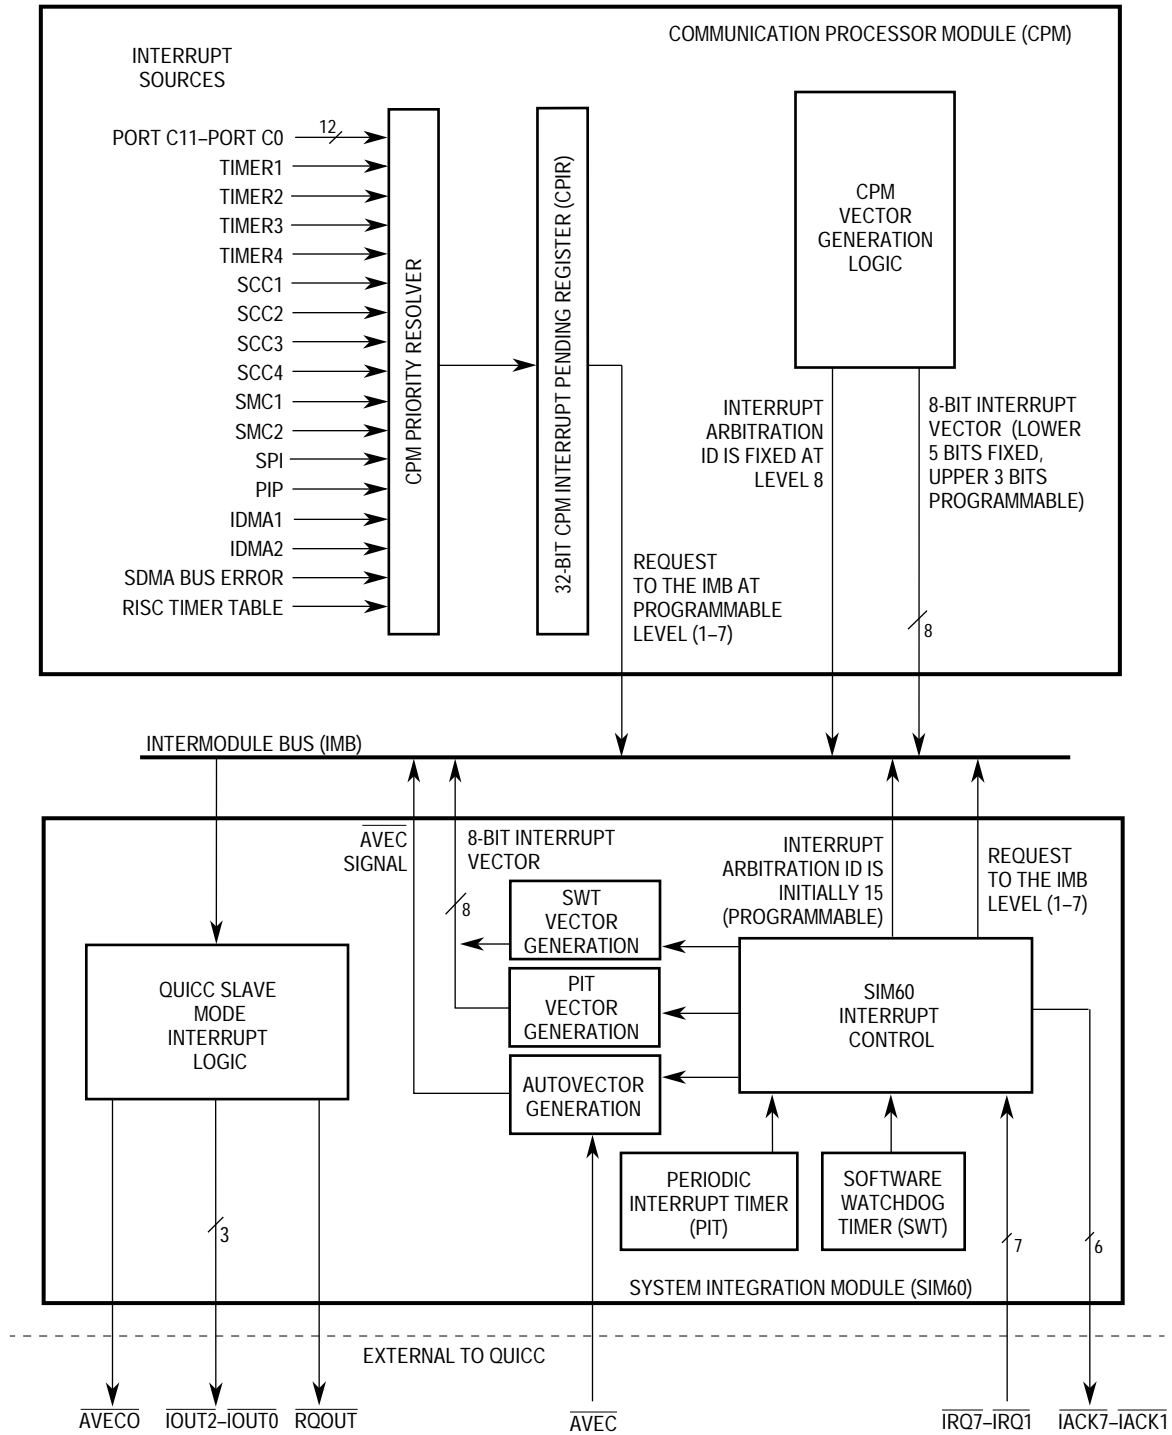 COMMUNICATION PROCESSOR MODULE (CPM)
INTERRUPT
SOURCES
PORT C11–PORT C0
12
TIMER1
TIMER2
TIMER3
TIMER4
SCC1
SCC2
SCC3
SCC4
SMC1
SMC2
SPI
PIP
IDMA1
IDMA2
SDMA BUS ERROR
RISC TIMER TABLE
CPM PRIORITY RESOLVER
32-BIT CPM INTERRUPT PENDING REGISTER (CPIR)
CPM
VECTOR
GENERATION
LOGIC
INTERRUPT
ARBITRATION
ID IS FIXED AT
LEVEL 8
8-BIT INTERRUPT
VECTOR (LOWER
5 BITS FIXED,
UPPER 3 BITS
PROGRAMMABLE)
REQUEST
TO THE IMB AT
PROGRAMMABLE
LEVEL (1–7)
8
INTERMODULE BUS (IMB)
AVEC
SIGNAL
8-BIT INTERRUPT
VECTOR
8
INTERRUPT
ARBITRATION ID IS
INITIALLY 15
(PROGRAMMABLE)
REQUEST
TO THE IMB
LEVEL (1–7)
SWT
VECTOR
GENERATION
PIT
VECTOR
GENERATION
AUTOVECTOR
GENERATION
QUICC SLAVE
MODE
INTERRUPT
LOGIC
SIM60
INTERRUPT
CONTROL
PERIODIC
INTERRUPT TIMER
(PIT)
SOFTWARE
WATCHDOG
TIMER (SWT)
3
7
6
SYSTEM INTEGRATION MODULE (SIM60)
EXTERNAL TO QUICC
AVECO
IOUT2–IOUT0
RQOUT
AVEC
IRQ7–IRQ1
IACK7–IACK1